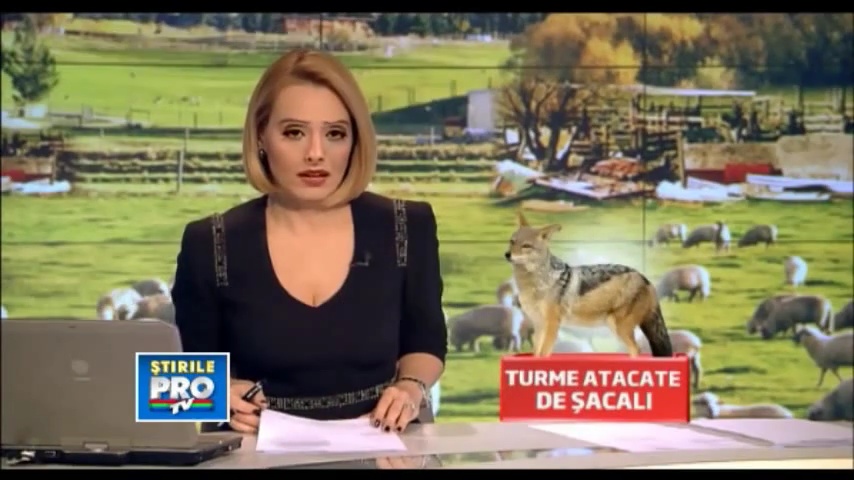 ŞTIRILE
PRO
TV
TURME ATACATE
DE ŞACALI